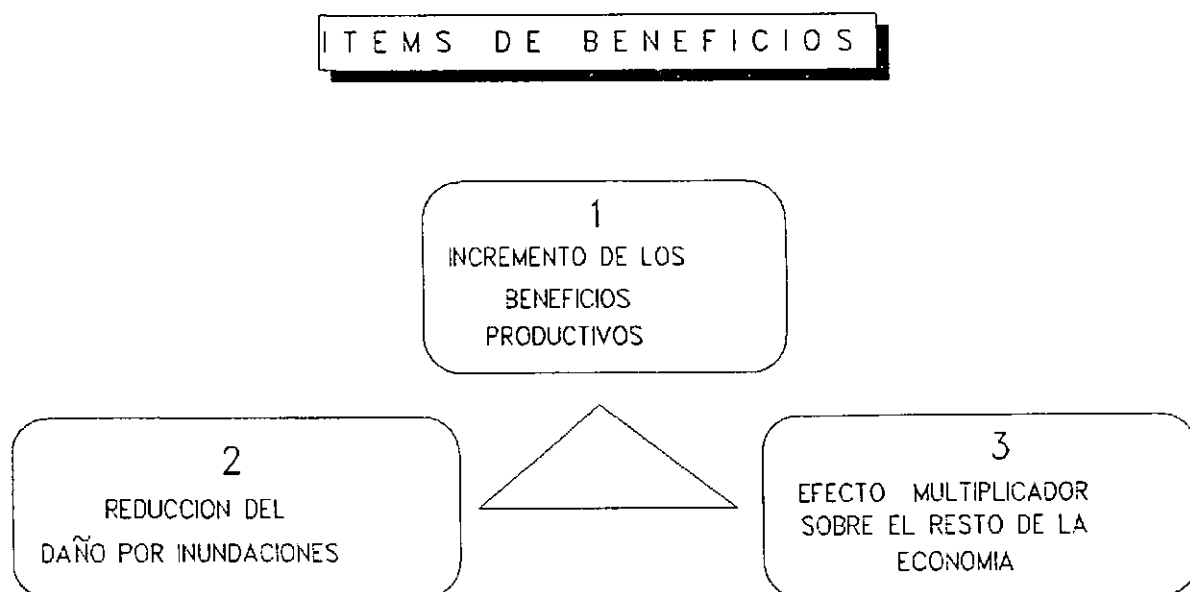 ITEMS DE BENEFICIOS
1
INCREMENTO DE LOS
BENEFICIOS
PRODUCTIVOS
2
REDUCCION DEL
DAÑO POR INUNDACIONES
3
EFECTO MULTIPLICADOR
SOBRE EL RESTO DE LA
ECONOMIA